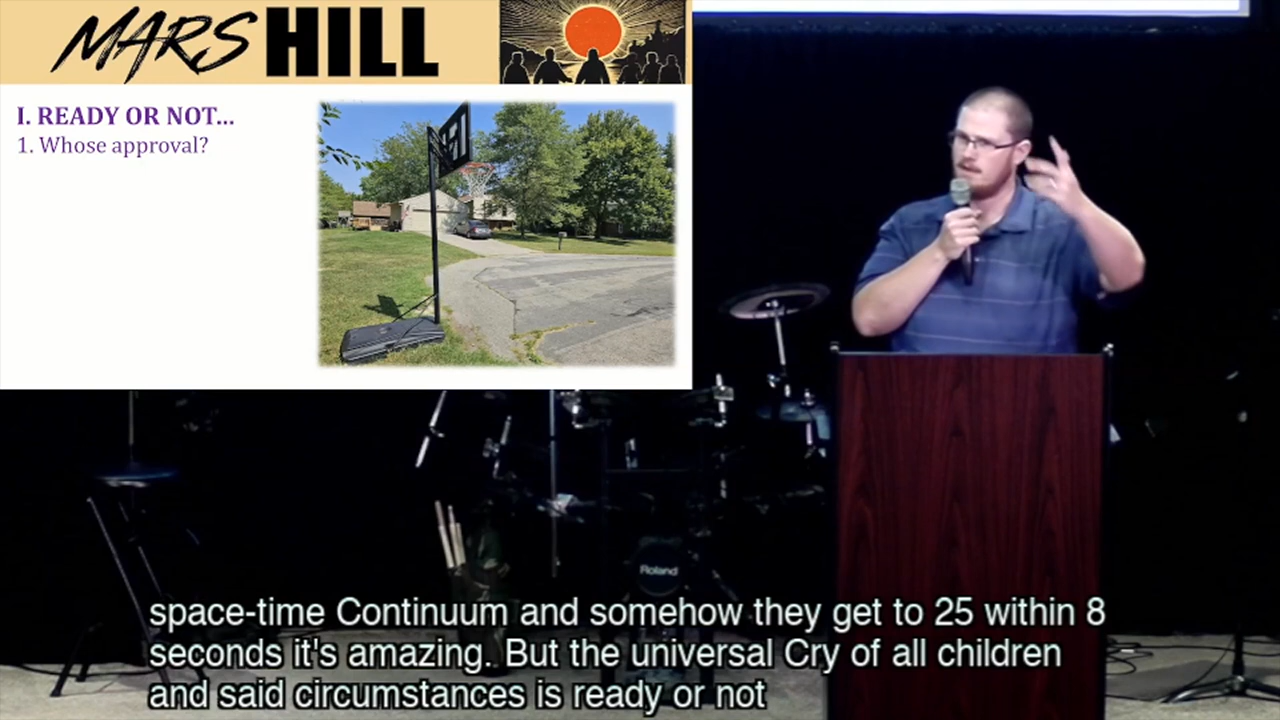 MARS HILL
I. READY OR NOT...
1. Whose approval?
Roland
space-time Continuum and somehow they get to 25 within 8
seconds it's amazing. But the universal Cry of all children
and said circumstances is ready or not